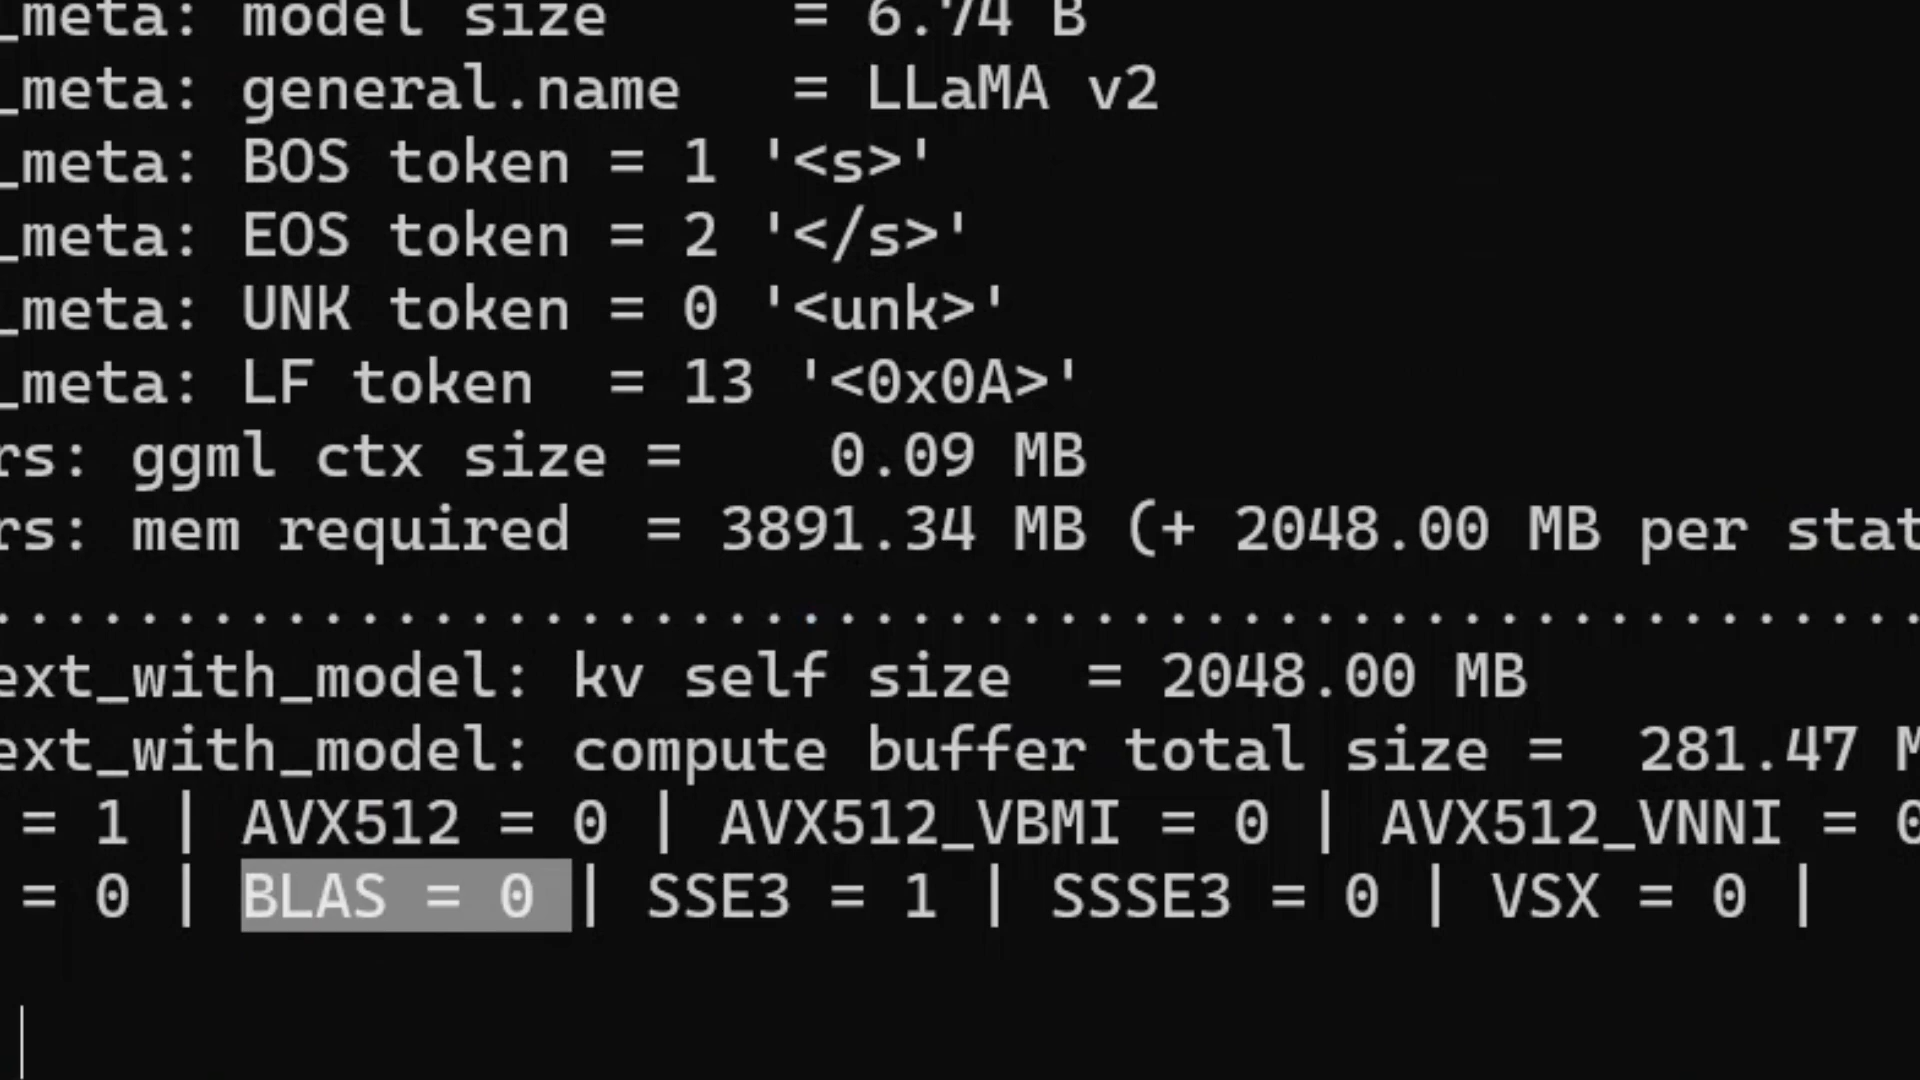 _meta: model size = 6.74 B
_meta: general.name = LLaMA v2
_meta: BOS token = 1 '<s>'
_meta: EOS token = 2 '</s>'
_meta: UNK token = 0 '<unk>'
_meta: LF token = 13 '<0x0A>'
rs: ggml ctx size = 0.09 MB
rs: mem required = 3891.34 MB (+ 2048.00 MB per stat
....................................................
ext_with_model: kv self size = 2048.00 MB
ext_with_model: compute buffer total size = 281.47 M
= 1 | AVX512 = 0 | AVX512_VBMI = 0 | AVX512_VNNI = 0
= 0 | BLAS = 0 | SSE3 = 1 | SSSE3 = 0 | VSX = 0 |